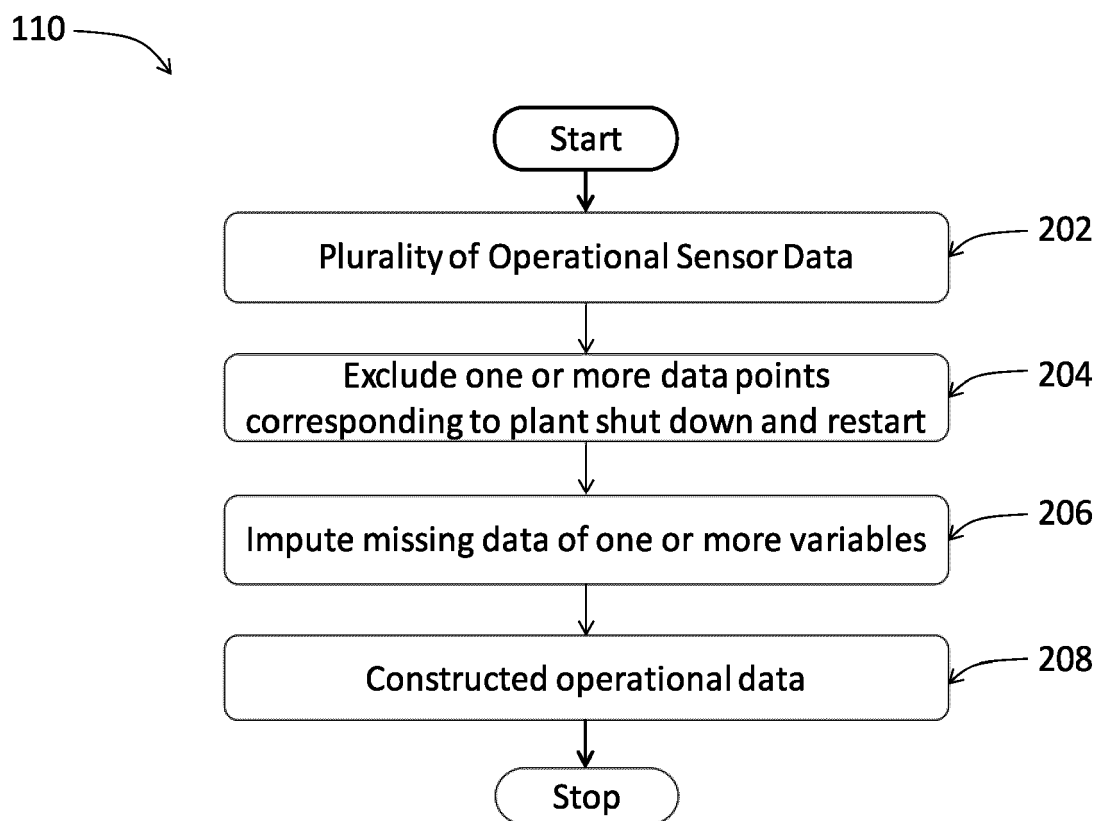 110
Start
Plurality of Operational Sensor Data
202
Exclude one or more data points
corresponding to plant shut down and restart
204
Impute missing data of one or more variables
206
Constructed operational data
208
Stop